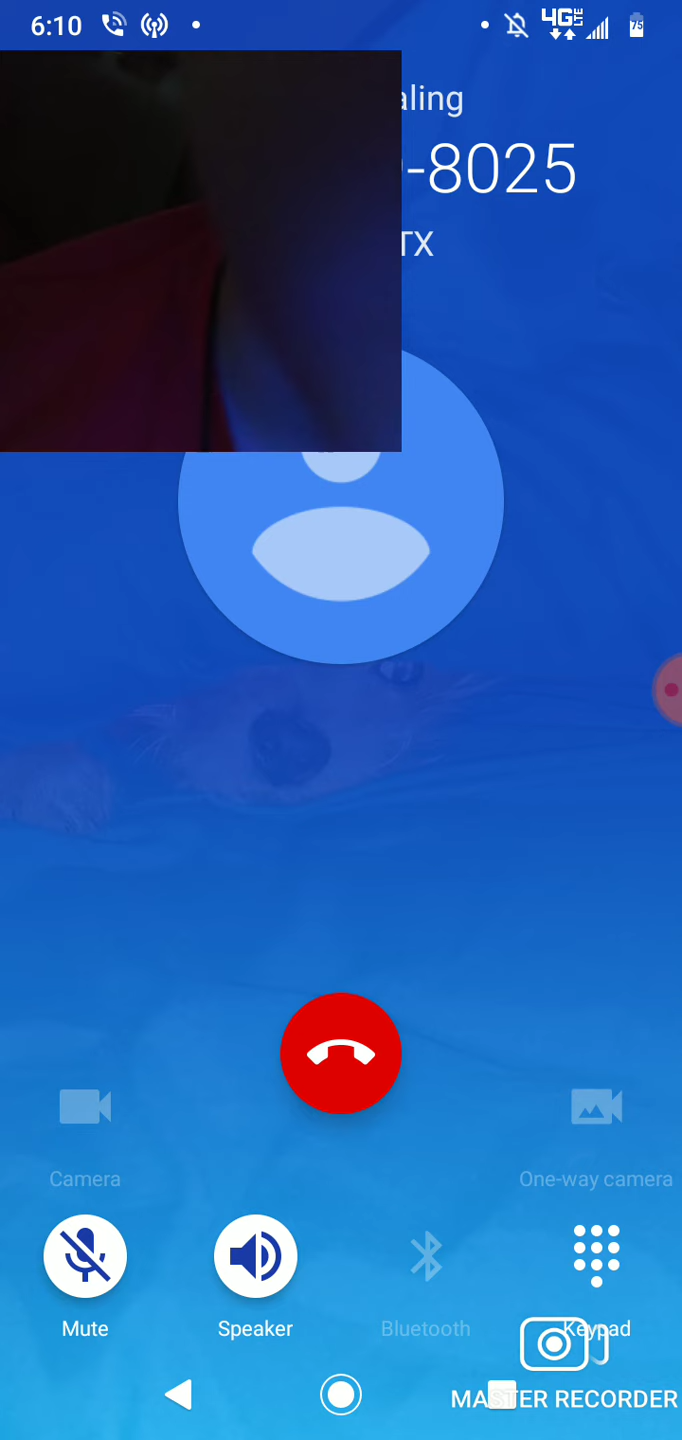 6:10
4G LTE
75
aling
-8025
TX
Camera
One-way camera
Mute
Speaker
Bluetooth
Keypad
MASTER RECORDER